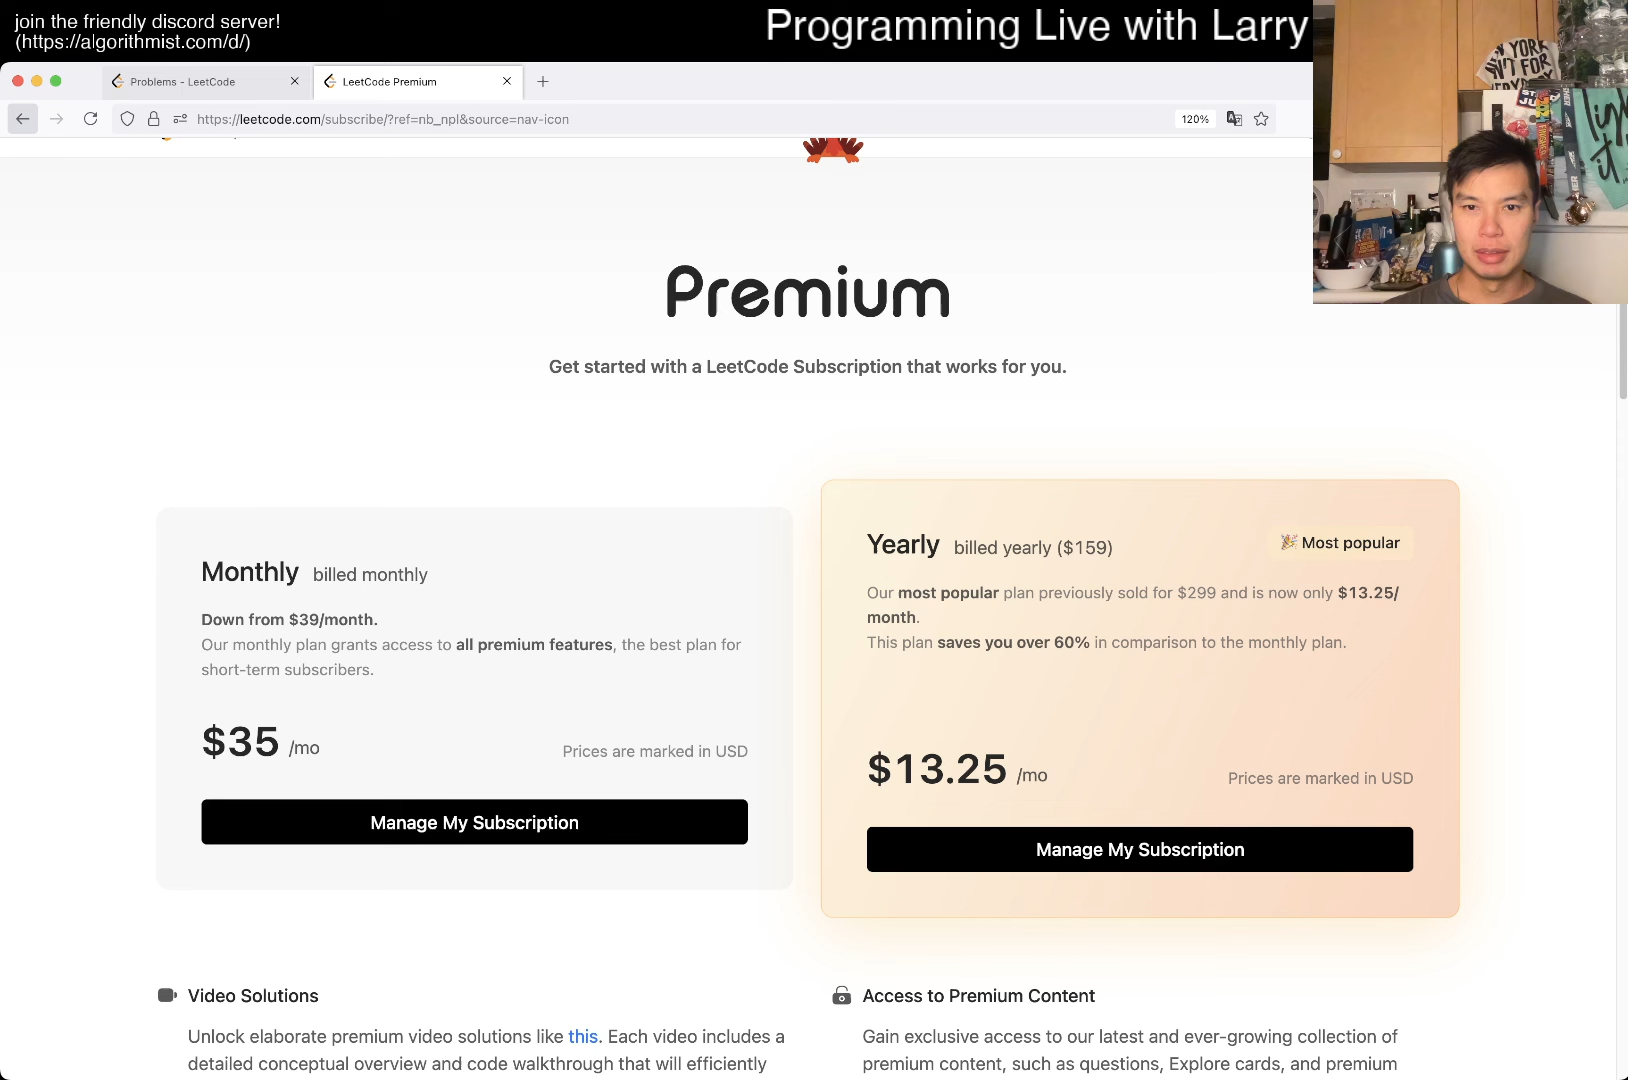 join the friendly discord server!
(https://algorithmist.com/d/)
Programming Live with Larry
Problems - LeetCode
LeetCode Premium
https://leetcode.com/subscribe/?ref=nb_npl&source=nav-icon
120%
Premium
Get started with a LeetCode Subscription that works for you.
Monthly billed monthly
Down from $39/month.
Our monthly plan grants access to all premium features, the best plan for
short-term subscribers.
$35 /mo
Prices are marked in USD
Manage My Subscription
Yearly billed yearly ($159)
🎉 Most popular
Our most popular plan previously sold for $299 and is now only $13.25/
month.
This plan saves you over 60% in comparison to the monthly plan.
$13.25 /mo
Prices are marked in USD
Manage My Subscription
Video Solutions
Unlock elaborate premium video solutions like this. Each video includes a
detailed conceptual overview and code walkthrough that will efficiently
Access to Premium Content
Gain exclusive access to our latest and ever-growing collection of
premium content, such as questions, Explore cards, and premium